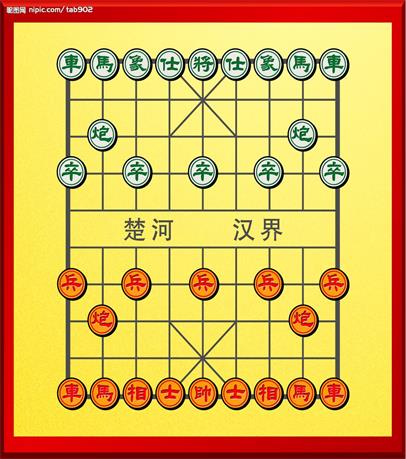 昵图网 nipic.com/tab902
車馬象仕将仕象馬車
炮 炮
卒 卒 卒 卒 卒
楚河 汉界
兵 兵 兵 兵 兵
炮 炮
車馬相士帥士相馬車